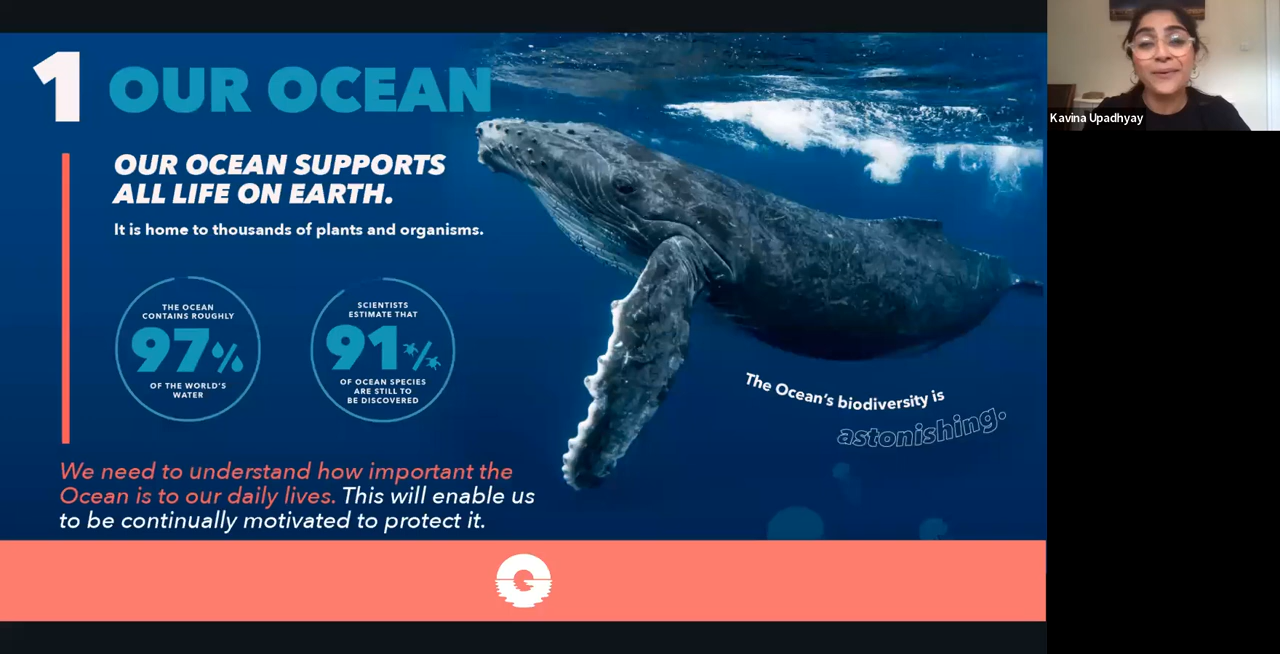 1 OUR OCEAN
OUR OCEAN SUPPORTS
ALL LIFE ON EARTH.
It is home to thousands of plants and organisms.
THE OCEAN
CONTAINS ROUGHLY
97%
OF THE WORLD'S
WATER
SCIENTISTS
ESTIMATE THAT
91%
OF OCEAN SPECIES
ARE STILL TO
BE DISCOVERED
The Ocean's biodiversity is
astonishing.
We need to understand how important the
Ocean is to our daily lives. This will enable us
to be continually motivated to protect it.
Kavina Upadhyay